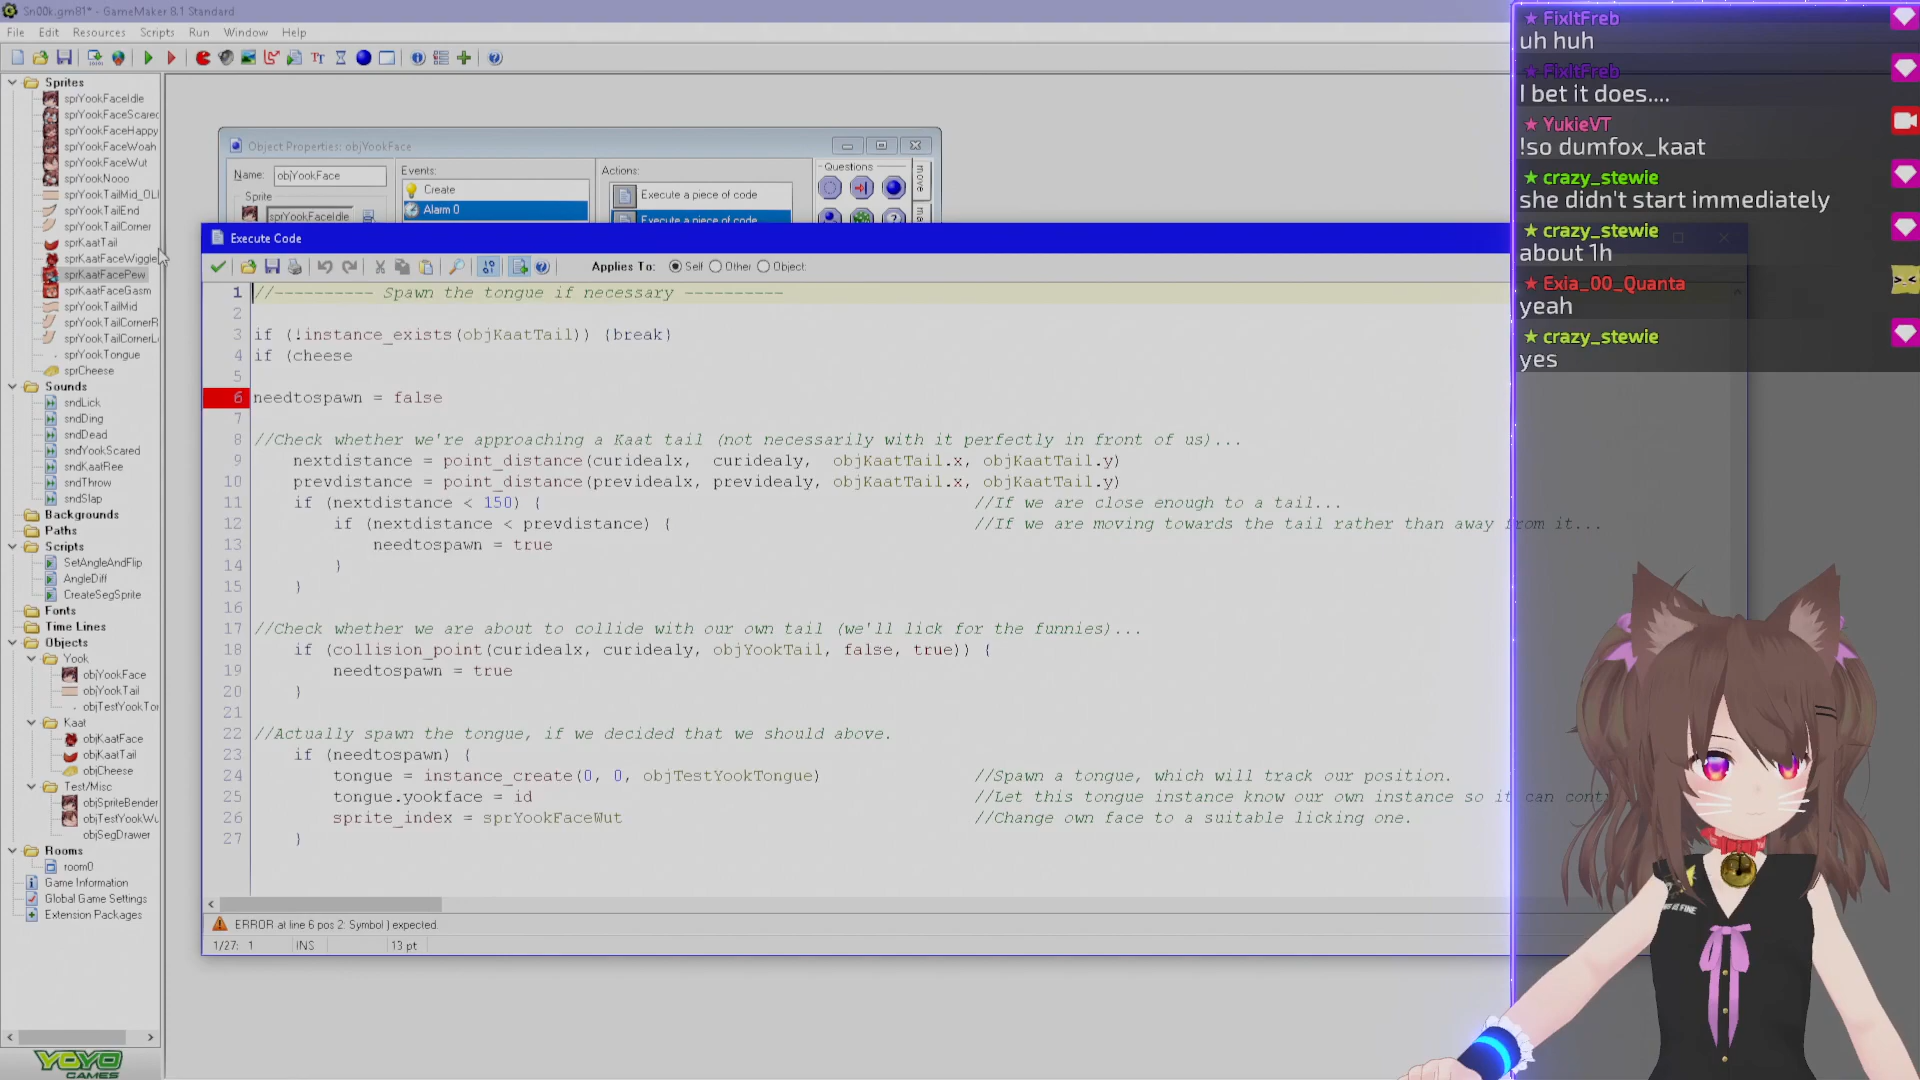 Sn00k.gm81* - GameMaker 8.1 Standard
File Edit Resources Scripts Run Window Help
Sprites
sprYookFaceIdle
sprYookFaceScared
sprYookFaceHappy
sprYookFaceWoah
sprYookFaceWut
sprYookNooo
sprYookTailMid_OL
sprYookTailEnd
sprYookTailCorner
sprKaatTail
sprKaatFaceWiggle
sprKaatFacePew
sprKaatFaceGasm
sprYookTailMid
sprYookTailCornerR
sprYookTailCornerL
sprYookTongue
sprCheese
Sounds
sndLick
sndDing
sndDead
sndYookScared
sndKaatRee
sndThrow
sndSlap
Backgrounds
Paths
Scripts
SetAngleAndFlip
AngleDiff
CreateSegSprite
Fonts
Time Lines
Objects
Yook
objYookFace
objYookTail
objTestYookTor
Kaat
objKaatFace
objKaatTail
objCheese
Test/Misc
objSpriteBender
objTestYookWu
objSegDrawer
Rooms
room0
Game Information
Global Game Settings
Extension Packages
YOYO
GAMES
Object Properties: objYookFace
Name: objYookFace
Sprite
sprYookFaceIdle
Events:
Create
Alarm 0
Actions:
Execute a piece of code
Execute a piece of code
Questions
move
Execute Code
Applies To: Self Other Object:
1 //---------- Spawn the tongue if necessary ----------
2
3 if (!instance_exists(objKaatTail)) {break}
4 if (cheese
5
6 needtospawn = false
7
8 //Check whether we're approaching a Kaat tail (not necessarily with it perfectly in front of us)...
9 nextdistance = point_distance(curidealx, curidealy, objKaatTail.x, objKaatTail.y)
10 prevdistance = point_distance(previdealx, previdealy, objKaatTail.x, objKaatTail.y)
11 if (nextdistance < 150) { //If we are close enough to a tail...
12 if (nextdistance < prevdistance) { //If we are moving towards the tail rather than away from it...
13 needtospawn = true
14 }
15 }
16
17 //Check whether we are about to collide with our own tail (we'll lick for the funnies)...
18 if (collision_point(curidealx, curidealy, objYookTail, false, true)) {
19 needtospawn = true
20 }
21
22 //Actually spawn the tongue, if we decided that we should above.
23 if (needtospawn) {
24 tongue = instance_create(0, 0, objTestYookTongue) //Spawn a tongue, which will track our position.
25 tongue.yookface = id //Let this tongue instance know our own instance so it can cont
26 sprite_index = sprYookFaceWut //Change own face to a suitable licking one.
27 }
ERROR at line 6 pos 2: Symbol ) expected.
1/27: 1 INS 13 pt
FixItFreb
uh huh
FixItFreb
I bet it does....
YukieVT
!so dumfox_kaat
crazy_stewie
she didn't start immediately
crazy_stewie
about 1h
Exia_00_Quanta
yeah
crazy_stewie
yes